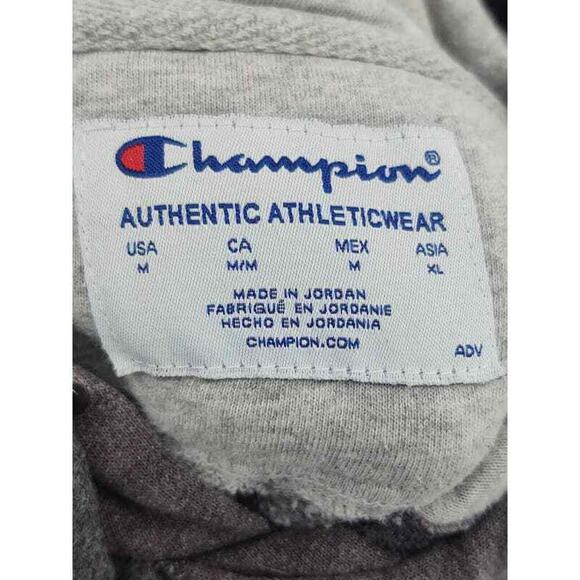 Champion®
AUTHENTIC ATHLETICWEAR
USA CA MEX ASIA
M M/M M XL
MADE IN JORDAN
FABRIQUÉ EN JORDANIE
HECHO EN JORDANIA
CHAMPION.COM
ADV